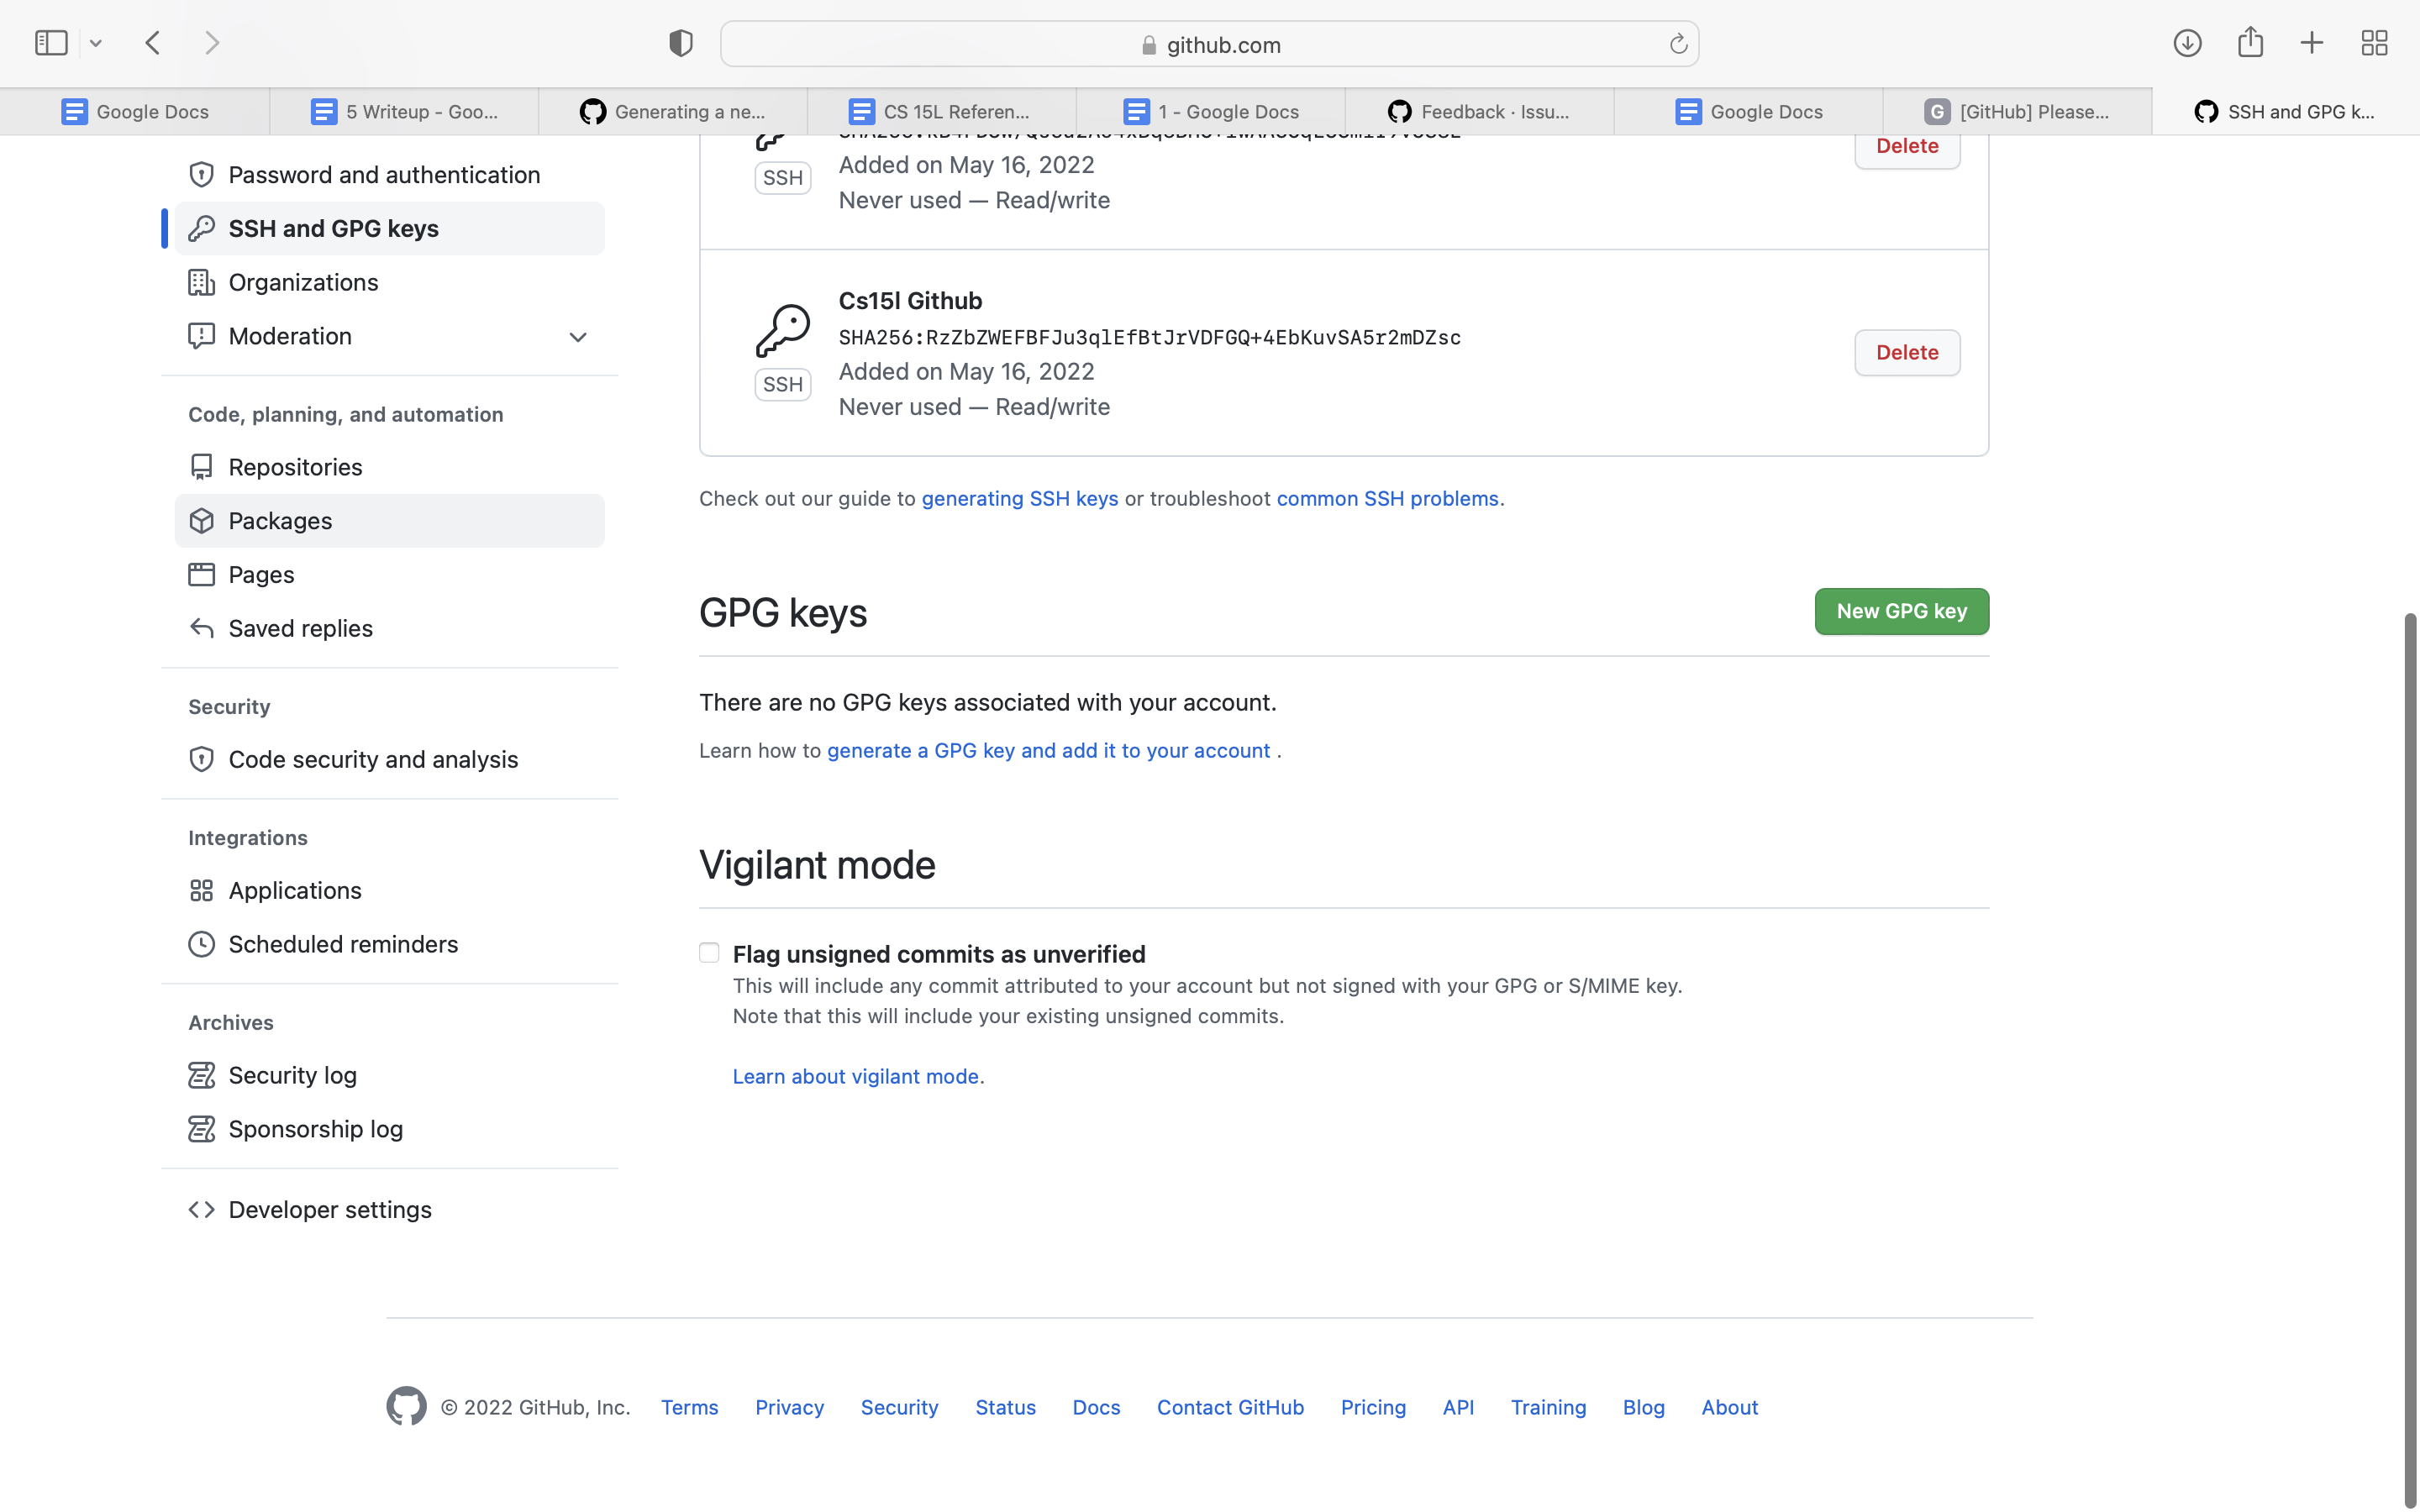 github.com
Google Docs
5 Writeup - Goo...
Generating a ne...
CS 15L Referen...
1 - Google Docs
Feedback · Issu...
Google Docs
G
[GitHub] Please...
SSH and GPG k...
Password and authentication
SSH and GPG keys
Organizations
Moderation
Code, planning, and automation
Repositories
Packages
Pages
Saved replies
Security
Code security and analysis
Integrations
Applications
Scheduled reminders
Archives
Security log
Sponsorship log
Developer settings
SSH
Added on May 16, 2022
Never used — Read/write
Delete
Cs15l Github
SHA256:RzZbZWEFBFJu3qlEfBtJrVDFGQ+4EbKuvSA5r2mDZsc
SSH
Added on May 16, 2022
Never used — Read/write
Delete
Check out our guide to generating SSH keys or troubleshoot common SSH problems.
GPG keys
New GPG key
There are no GPG keys associated with your account.
Learn how to generate a GPG key and add it to your account .
Vigilant mode
Flag unsigned commits as unverified
This will include any commit attributed to your account but not signed with your GPG or S/MIME key.
Note that this will include your existing unsigned commits.
Learn about vigilant mode.
© 2022 GitHub, Inc.
Terms
Privacy
Security
Status
Docs
Contact GitHub
Pricing
API
Training
Blog
About